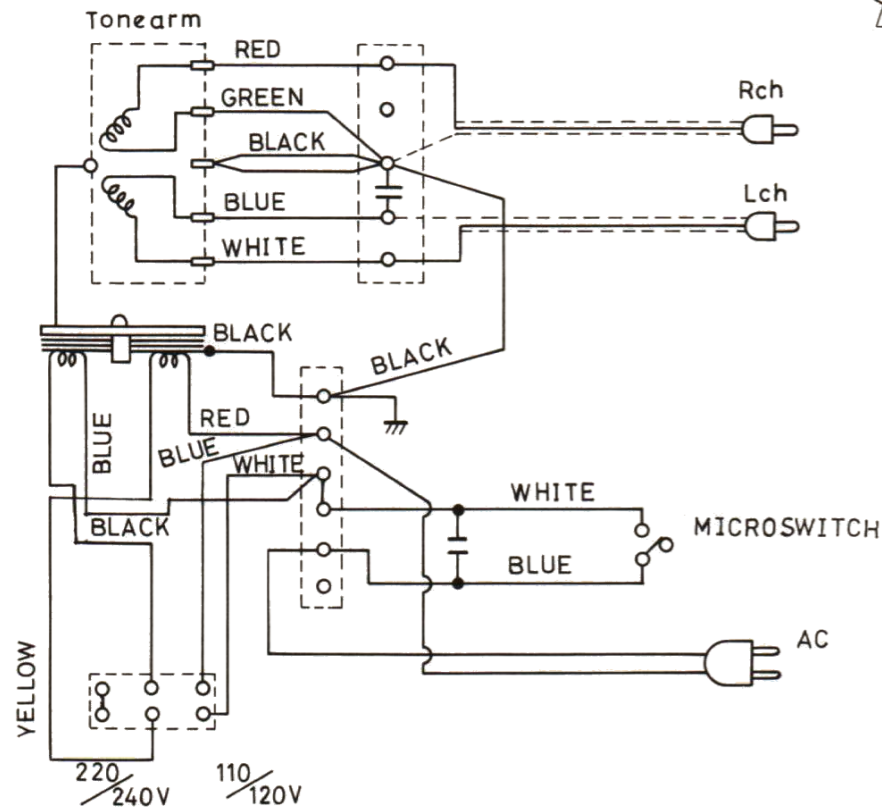 Tonearm
RED
GREEN
BLACK
BLUE
WHITE
Rch
Lch
BLACK
BLACK
BLUE
RED
BLUE
WHITE
BLACK
WHITE
MICROSWITCH
BLUE
AC
YELLOW
220/240V
110/120V